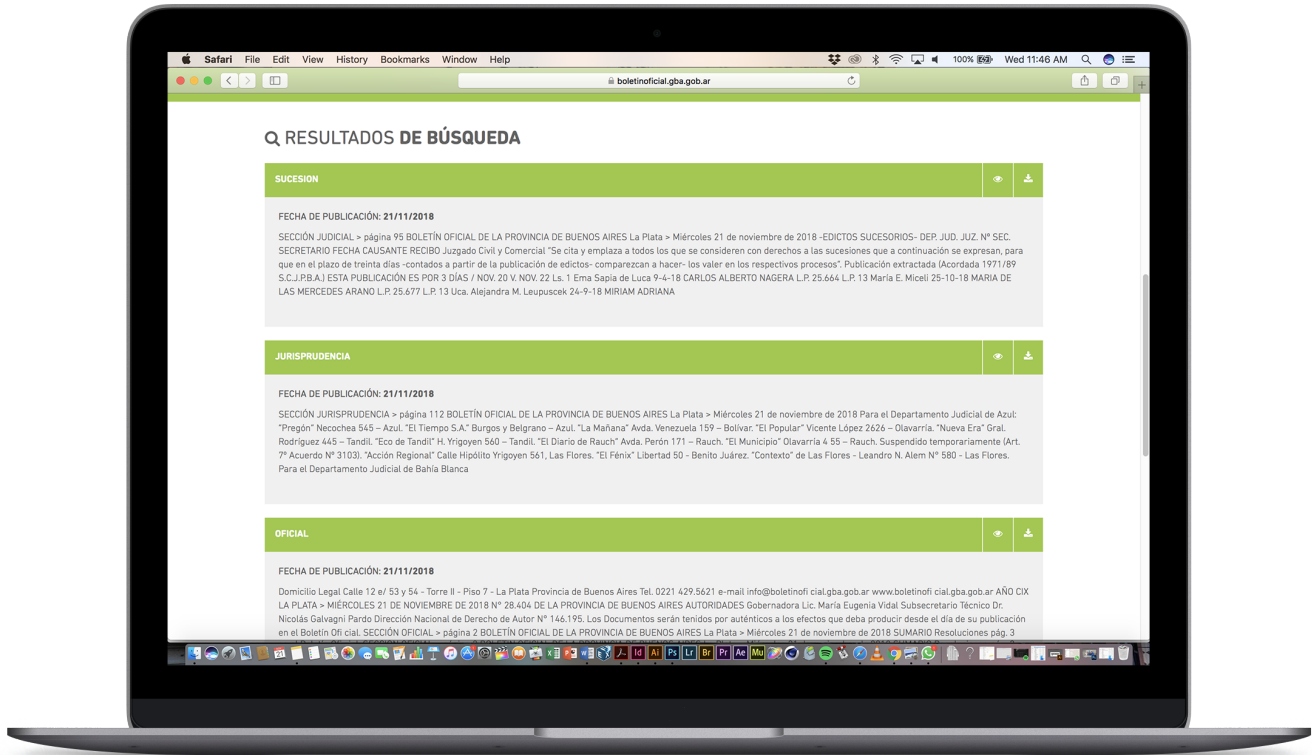 Safari File Edit View History Bookmarks Window Help 100% Wed 11:46 AM
boletinoficial.gba.gob.ar
RESULTADOS DE BÚSQUEDA
SUCESION
FECHA DE PUBLICACIÓN: 21/11/2018
SECCIÓN JUDICIAL > página 95 BOLETÍN OFICIAL DE LA PROVINCIA DE BUENOS AIRES La Plata > Miércoles 21 de noviembre de 2018 -EDICTOS SUCESORIOS- DEP. JUD. JUZ. Nº SEC.
SECRETARIO FECHA CAUSANTE RECIBO Juzgado Civil y Comercial "Se cita y emplaza a todos los que se consideren con derechos a las sucesiones que a continuación se expresan, para
que en el plazo de treinta días -contados a partir de la publicación de edictos- comparezcan a hacer- los valer en los respectivos procesos". Publicación extractada (Acordada 1971/89
S.C.J.P.B.A.) ESTA PUBLICACIÓN ES POR 3 DÍAS / NOV. 20 V. NOV. 22 Ls. 1 Ema Sapia de Luca 9-4-18 CARLOS ALBERTO NAGERA L.P. 25.664 L.P. 13 María E. Miceli 25-10-18 MARIA DE
LAS MERCEDES ARANO L.P. 25.677 L.P. 13 Uca. Alejandra M. Leupuscek 24-9-18 MIRIAM ADRIANA
JURISPRUDENCIA
FECHA DE PUBLICACIÓN: 21/11/2018
SECCIÓN JURISPRUDENCIA > página 112 BOLETÍN OFICIAL DE LA PROVINCIA DE BUENOS AIRES La Plata > Miércoles 21 de noviembre de 2018 Para el Departamento Judicial de Azul:
"Pregón" Necochea 545 – Azul. "El Tiempo S.A." Burgos y Belgrano – Azul. "La Mañana" Avda. Venezuela 159 – Bolívar. "El Popular" Vicente López 2626 – Olavarría. "Nueva Era" Gral.
Rodríguez 445 – Tandil. "Eco de Tandil" H. Yrigoyen 560 – Tandil. "El Diario de Rauch" Avda. Perón 171 – Rauch. "El Municipio" Olavarría 4 55 – Rauch. Suspendido temporariamente (Art.
7º Acuerdo Nº 3103). "Acción Regional" Calle Hipólito Yrigoyen 561, Las Flores. "El Fénix" Libertad 50 - Benito Juárez. "Contexto" de Las Flores - Leandro N. Alem Nº 580 - Las Flores.
Para el Departamento Judicial de Bahía Blanca
OFICIAL
FECHA DE PUBLICACIÓN: 21/11/2018
Domicilio Legal Calle 12 e/ 53 y 54 - Torre II - Piso 7 - La Plata Provincia de Buenos Aires Tel. 0221 429.5621 e-mail info@boletinofi cial.gba.gob.ar www.boletinofi cial.gba.gob.ar AÑO CIX
LA PLATA > MIÉRCOLES 21 DE NOVIEMBRE DE 2018 Nº 28.404 DE LA PROVINCIA DE BUENOS AIRES AUTORIDADES Gobernadora Lic. María Eugenia Vidal Subsecretario Técnico Dr.
Nicolás Galvagni Pardo Dirección Nacional de Derecho de Autor Nº 146.195. Los Documentos serán tenidos por auténticos a los efectos que deba producir desde el día de su publicación
en el Boletín Ofi cial. SECCIÓN OFICIAL > página 2 BOLETÍN OFICIAL DE LA PROVINCIA DE BUENOS AIRES La Plata > Miércoles 21 de noviembre de 2018 SUMARIO Resoluciones pág. 3
Id Ai Ps Lr Br Pr Ae Mu